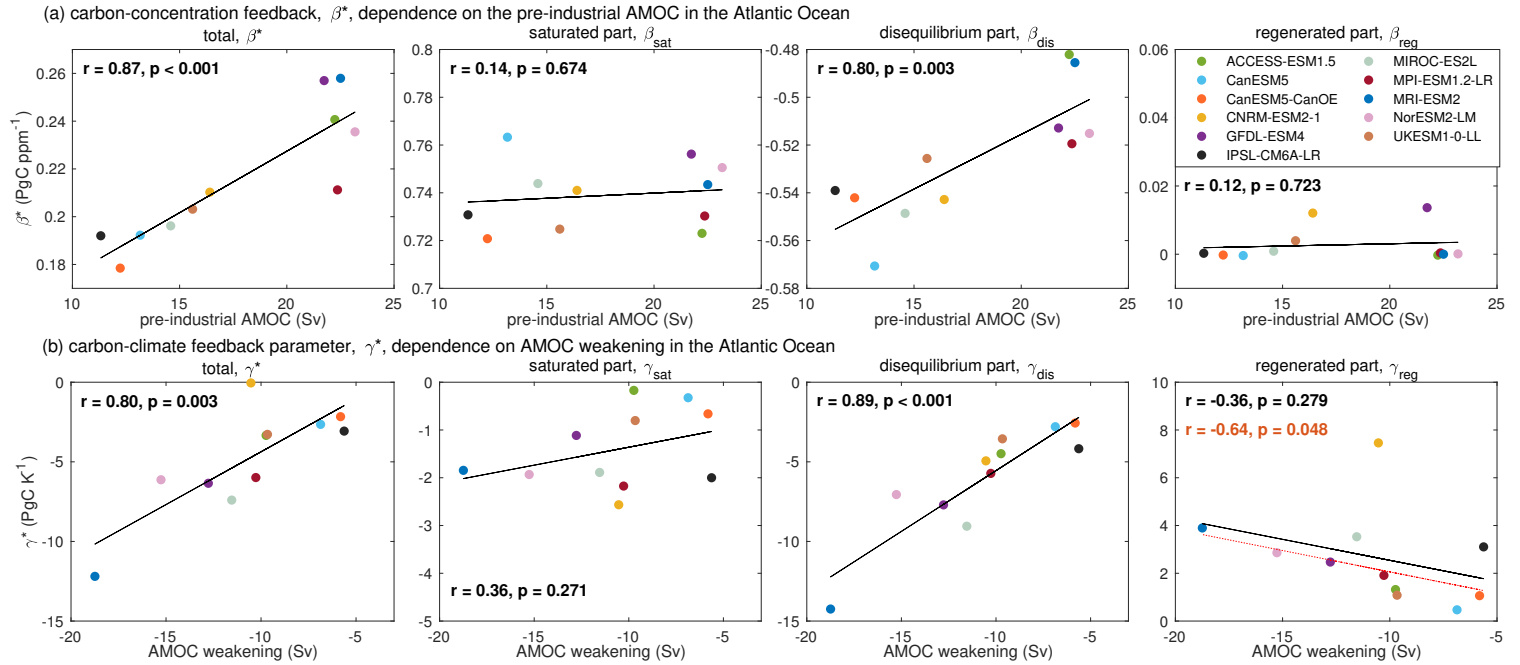 (a) carbon-concentration feedback, β*, dependence on the pre-industrial AMOC in the Atlantic Ocean
total, β*
r = 0.87, p < 0.001
β* (PgC ppm⁻¹)
0.26
0.24
0.22
0.2
0.18
10 15 20 25
pre-industrial AMOC (Sv)
saturated part, βsat
r = 0.14, p = 0.674
0.8
0.78
0.76
0.74
0.72
0.7
10 15 20 25
pre-industrial AMOC (Sv)
disequilibrium part, βdis
r = 0.80, p = 0.003
-0.48
-0.5
-0.52
-0.54
-0.56
-0.58
10 15 20 25
pre-industrial AMOC (Sv)
regenerated part, βreg
0.06
0.04
0.02
0
ACCESS-ESM1.5
CanESM5
CanESM5-CanOE
CNRM-ESM2-1
GFDL-ESM4
IPSL-CM6A-LR
MIROC-ES2L
MPI-ESM1.2-LR
MRI-ESM2
NorESM2-LM
UKESM1-0-LL
r = 0.12, p = 0.723
10 15 20 25
pre-industrial AMOC (Sv)
(b) carbon-climate feedback parameter, γ*, dependence on AMOC weakening in the Atlantic Ocean
total, γ*
r = 0.80, p = 0.003
γ* (PgC K⁻¹)
0
-5
-10
-15
-20 -15 -10 -5
AMOC weakening (Sv)
saturated part, γsat
0
-1
-2
-3
-4
-5
r = 0.36, p = 0.271
-20 -15 -10 -5
AMOC weakening (Sv)
disequilibrium part, γdis
r = 0.89, p < 0.001
0
-5
-10
-15
-20 -15 -10 -5
AMOC weakening (Sv)
regenerated part, γreg
r = -0.36, p = 0.279
r = -0.64, p = 0.048
10
8
6
4
2
0
-20 -15 -10 -5
AMOC weakening (Sv)